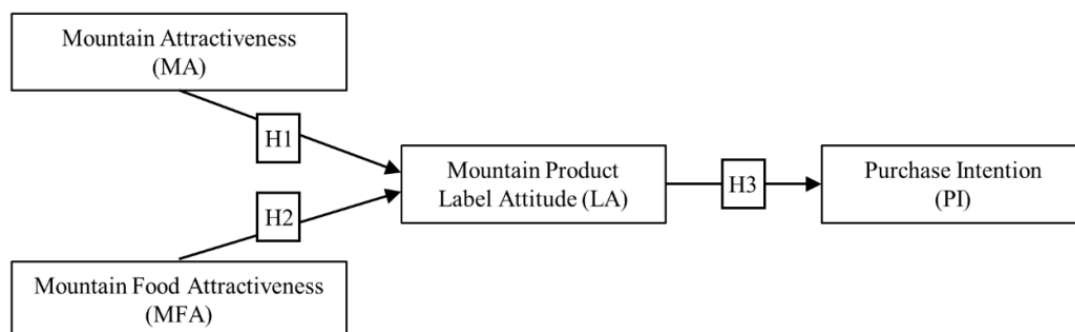 Mountain Attractiveness
(MA)
H1
Mountain Product
Label Attitude (LA)
H3
Purchase Intention
(PI)
H2
Mountain Food Attractiveness
(MFA)